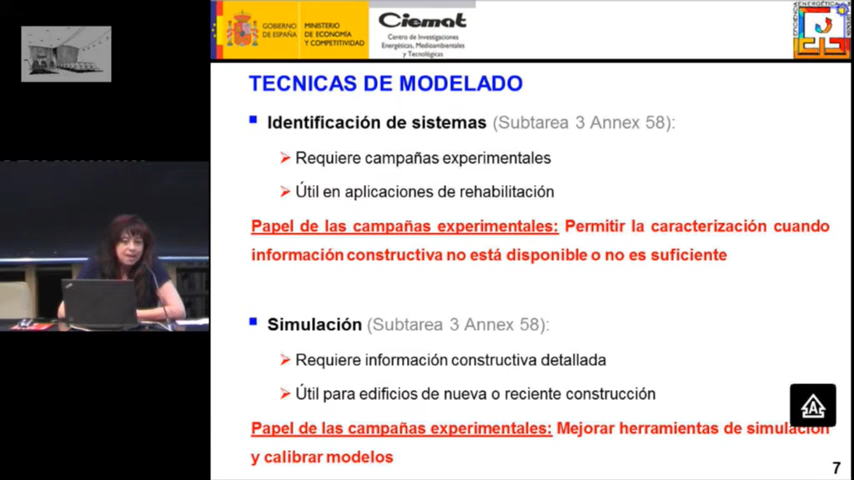 GOBIERNO
DE ESPAÑA
MINISTERIO
DE ECONOMÍA
Y COMPETITIVIDAD
Ciemat
Centro de Investigaciones
Energéticas, Medioambientales
y Tecnológicas
TECNICAS DE MODELADO
Identificación de sistemas (Subtarea 3 Annex 58):
Requiere campañas experimentales
Útil en aplicaciones de rehabilitación
Papel de las campañas experimentales: Permitir la caracterización cuando
información constructiva no está disponible o no es suficiente
Simulación (Subtarea 3 Annex 58):
Requiere información constructiva detallada
Útil para edificios de nueva o reciente construcción
A
Papel de las campañas experimentales: Mejorar herramientas de simulación
y calibrar modelos
7